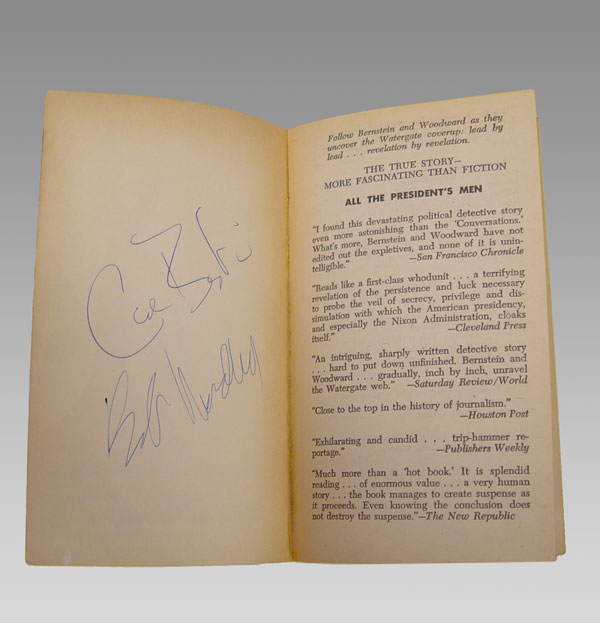 Carl Bernstein
Bob Woodward
Follow Bernstein and Woodward as they
uncover the Watergate coverup: lead by
lead . . . revelation by revelation.
THE TRUE STORY—
MORE FASCINATING THAN FICTION
ALL THE PRESIDENT'S MEN
"I found this devastating political detective story
even more astonishing than the 'Conversations.'
What's more, Bernstein and Woodward have not
edited out the expletives, and none of it is unin-
telligible."
—San Francisco Chronicle
"Reads like a first-class whodunit . . . a terrifying
revelation of the persistence and luck necessary
to probe the veil of secrecy, privilege and dis-
simulation with which the American presidency,
and especially the Nixon Administration, cloaks
itself."
—Cleveland Press
"An intriguing, sharply written detective story
. . . hard to put down unfinished. Bernstein and
Woodward . . . gradually, inch by inch, unravel
the Watergate web." —Saturday Review/World
"Close to the top in the history of journalism."
—Houston Post
"Exhilarating and candid . . . trip-hammer re-
portage."
—Publishers Weekly
"Much more than a 'hot book.' It is splendid
reading . . . of enormous value . . . a very human
story . . . the book manages to create suspense as
it proceeds. Even knowing the conclusion does
not destroy the suspense."—The New Republic